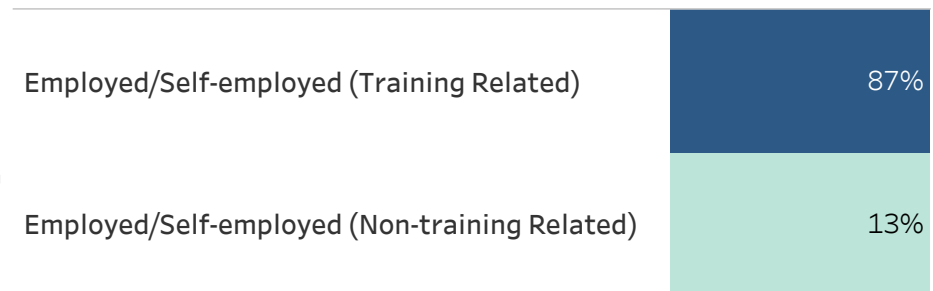 Employed/Self-employed (Training Related) 87%
Employed/Self-employed (Non-training Related) 13%